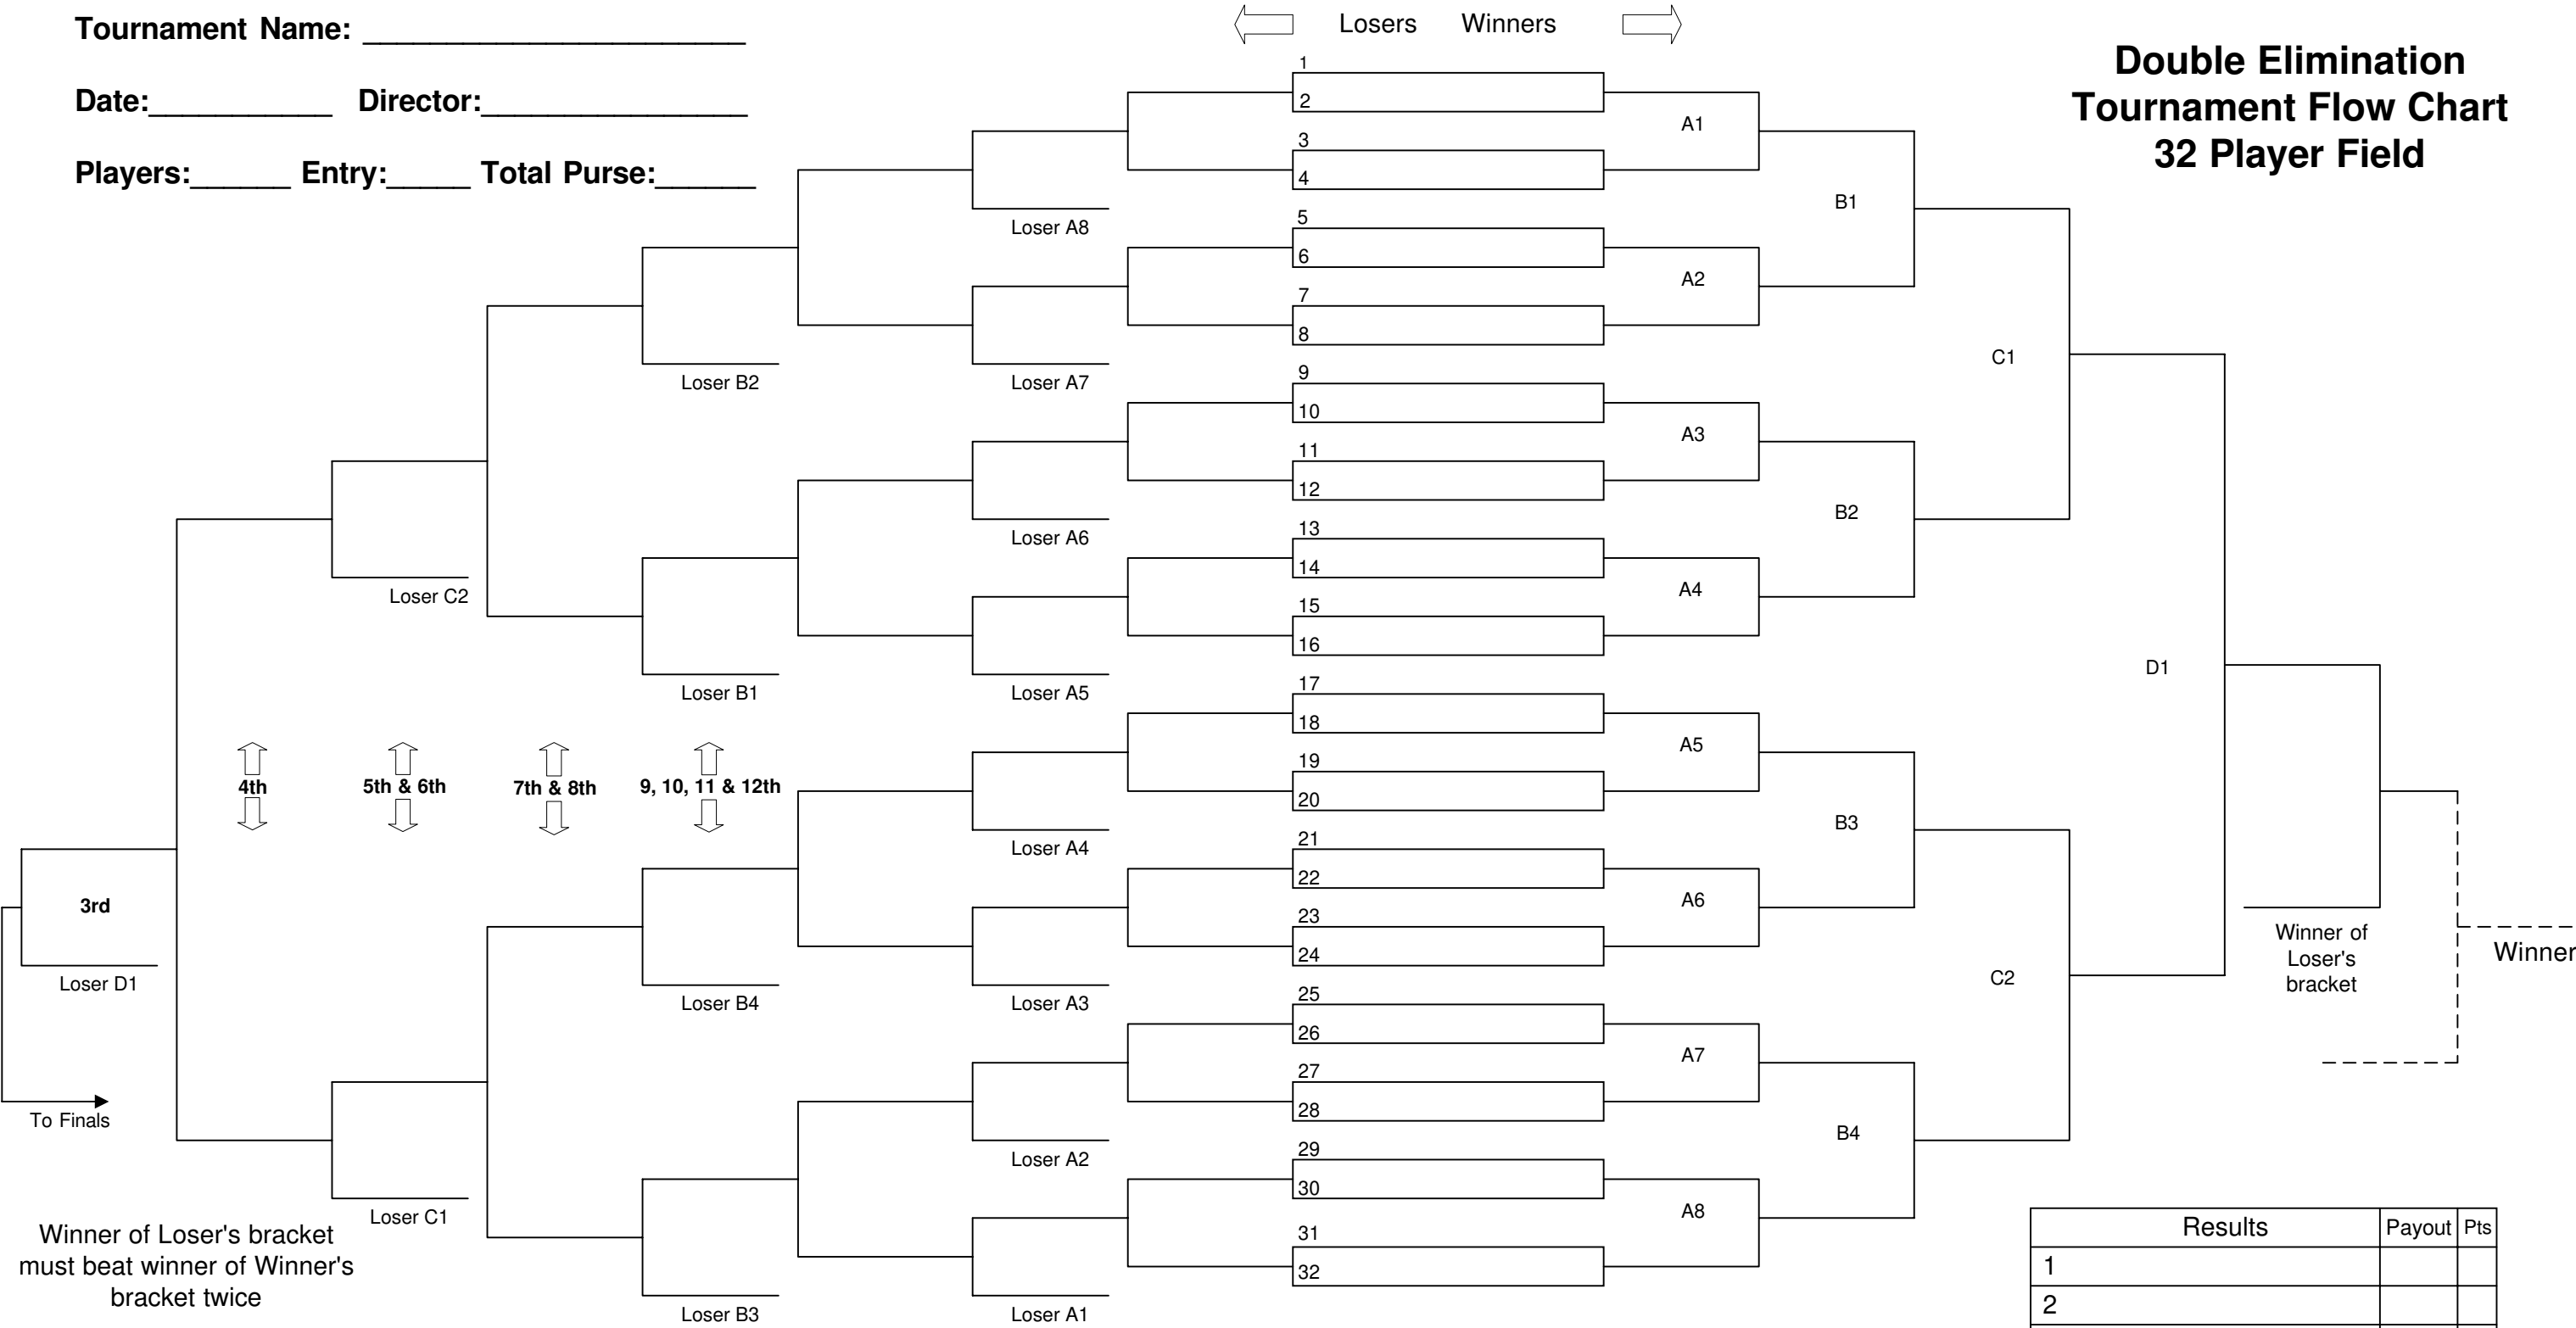 Tournament Name: _______________________
Date:___________ Director:________________
Players:______ Entry:_____ Total Purse:______
Losers Winners
Double Elimination
Tournament Flow Chart
32 Player Field
1
2
3
4
5
6
7
8
9
10
11
12
13
14
15
16
17
18
19
20
21
22
23
24
25
26
27
28
29
30
31
32
A1
A2
A3
A4
A5
A6
A7
A8
B1
B2
B3
B4
C1
C2
D1
Winner of
Loser's
bracket
Winner
Loser A8
Loser A7
Loser A6
Loser A5
Loser A4
Loser A3
Loser A2
Loser A1
Loser B2
Loser B1
Loser B4
Loser B3
Loser C2
Loser C1
4th
5th & 6th
7th & 8th
9, 10, 11 & 12th
3rd
Loser D1
To Finals
Winner of Loser's bracket
must beat winner of Winner's
bracket twice
Results Payout Pts
1
2